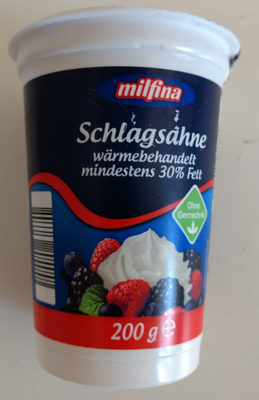 milfina
Schlagsahne
wärmebehandelt
mindestens 30% Fett
Ohne
Gentechnik
200 g